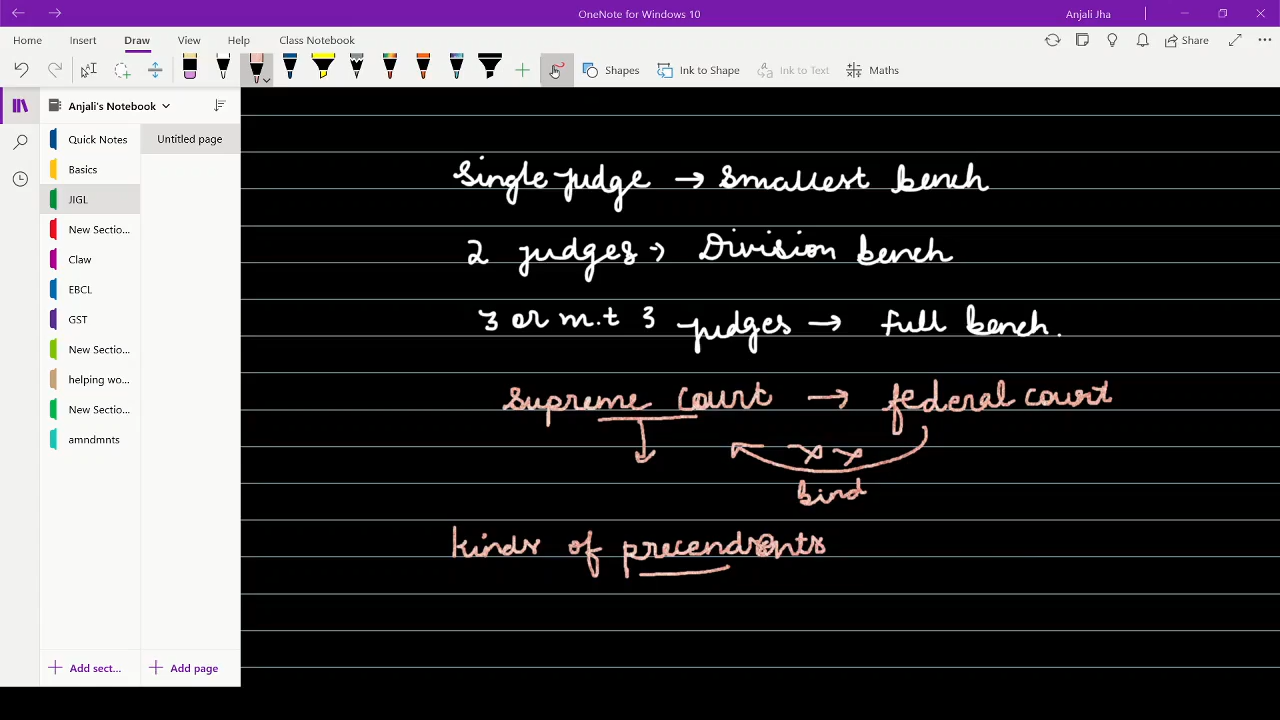 OneNote for Windows 10
Anjali Jha
Home Insert Draw View Help Class Notebook
Share
Shapes Ink to Shape Ink to Text Maths
Anjali's Notebook
Untitled page
Quick Notes
Basics
JIGL
New Sectio...
Claw
EBCL
GST
New Sectio...
helping wo...
New Sectio...
amndmnts
Add sect... Add page
Single judge → Smallest bench
2 judges → Division bench
3 or m.t 3 judges → full bench.
Supreme court → federal court
bind
kinds of precendents